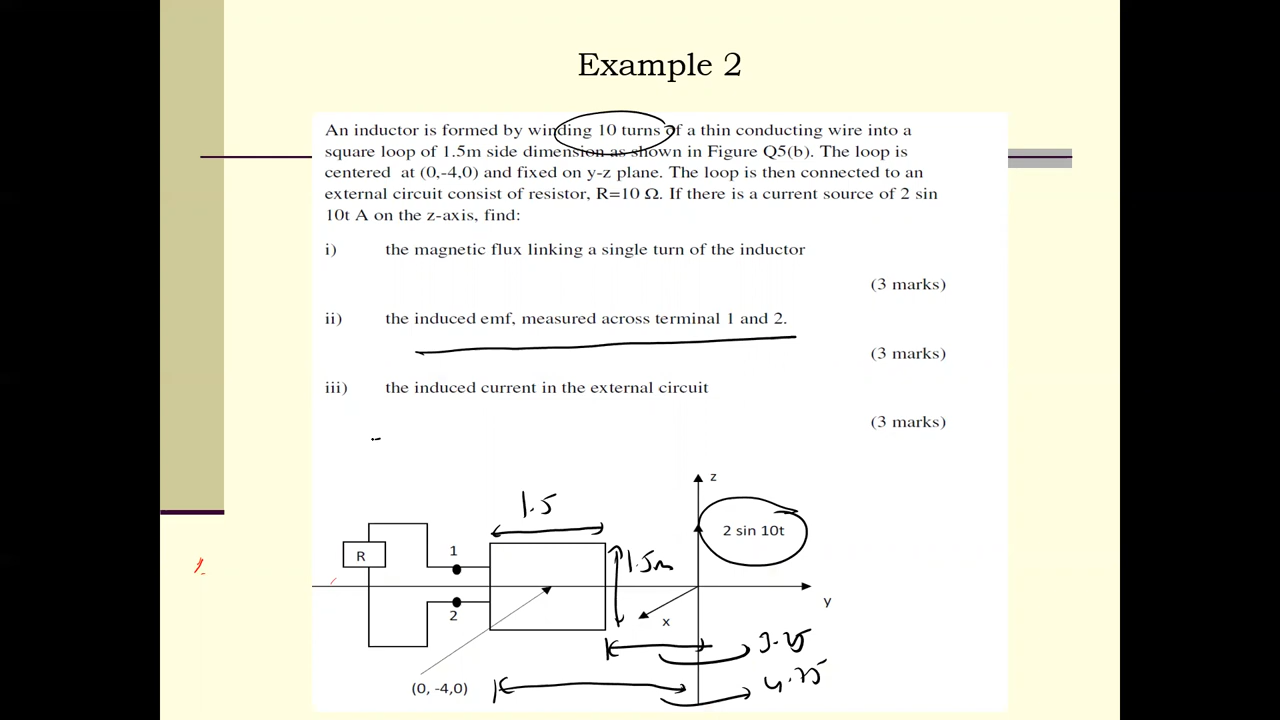 Example 2
An inductor is formed by winding 10 turns of a thin conducting wire into a
square loop of 1.5m side dimension as shown in Figure Q5(b). The loop is
centered at (0,-4,0) and fixed on y-z plane. The loop is then connected to an
external circuit consist of resistor, R=10 Ω. If there is a current source of 2 sin
10t A on the z-axis, find:
i) the magnetic flux linking a single turn of the inductor
(3 marks)
ii) the induced emf, measured across terminal 1 and 2.
(3 marks)
iii) the induced current in the external circuit
(3 marks)
z
1.5
2 sin 10t
1
R
1.5m
y
2
x
3.25
4.75
(0, -4,0)